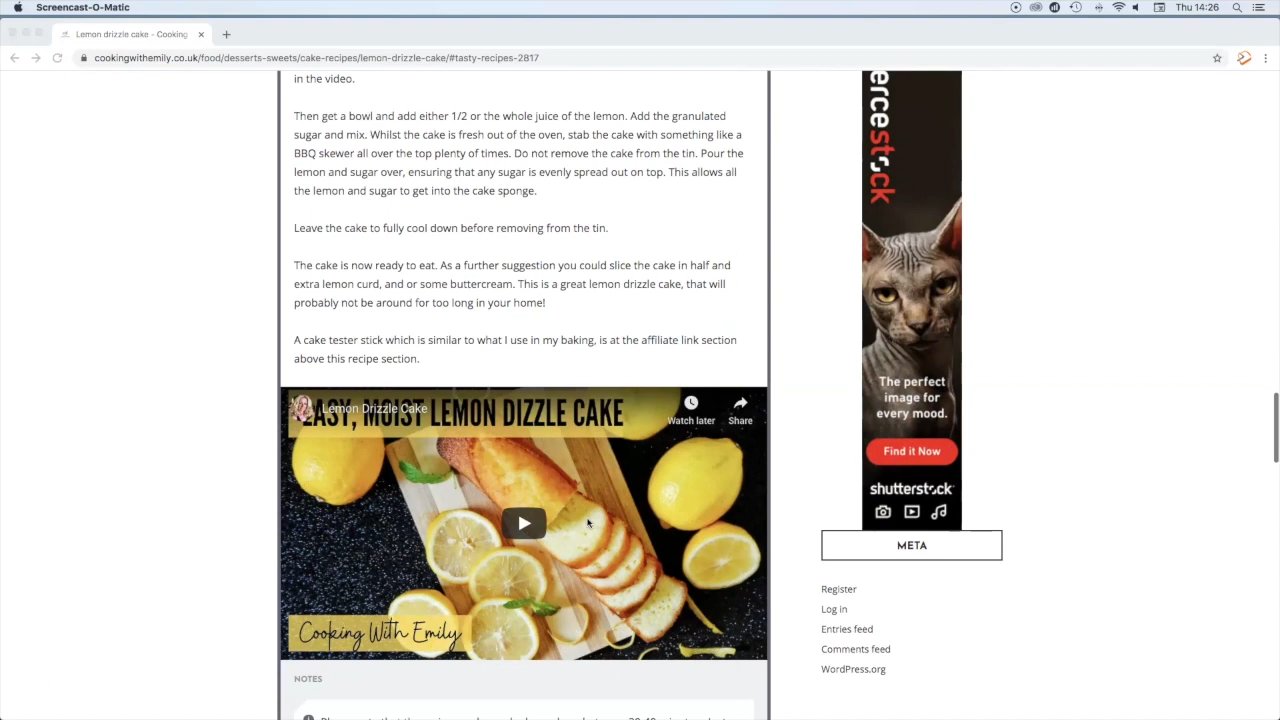 Screencast-O-Matic
Thu 14:26
Lemon drizzle cake - Cooking
cookingwithemily.co.uk/food/desserts-sweets/cake-recipes/lemon-drizzle-cake/#tasty-recipes-2817
in the video.
Then get a bowl and add either 1/2 or the whole juice of the lemon. Add the granulated
sugar and mix. Whilst the cake is fresh out of the oven, stab the cake with something like a
BBQ skewer all over the top plenty of times. Do not remove the cake from the tin. Pour the
lemon and sugar over, ensuring that any sugar is evenly spread out on top. This allows all
the lemon and sugar to get into the cake sponge.
Leave the cake to fully cool down before removing from the tin.
The cake is now ready to eat. As a further suggestion you could slice the cake in half and
extra lemon curd, and or some buttercream. This is a great lemon drizzle cake, that will
probably not be around for too long in your home!
A cake tester stick which is similar to what I use in my baking, is at the affiliate link section
above this recipe section.
Lemon Drizzle Cake
EASY, MOIST LEMON DIZZLE CAKE
Watch later
Share
Cooking With Emily
NOTES
ercestock
The perfect
image for
every mood.
Find it Now
shutterstock
META
Register
Log in
Entries feed
Comments feed
WordPress.org